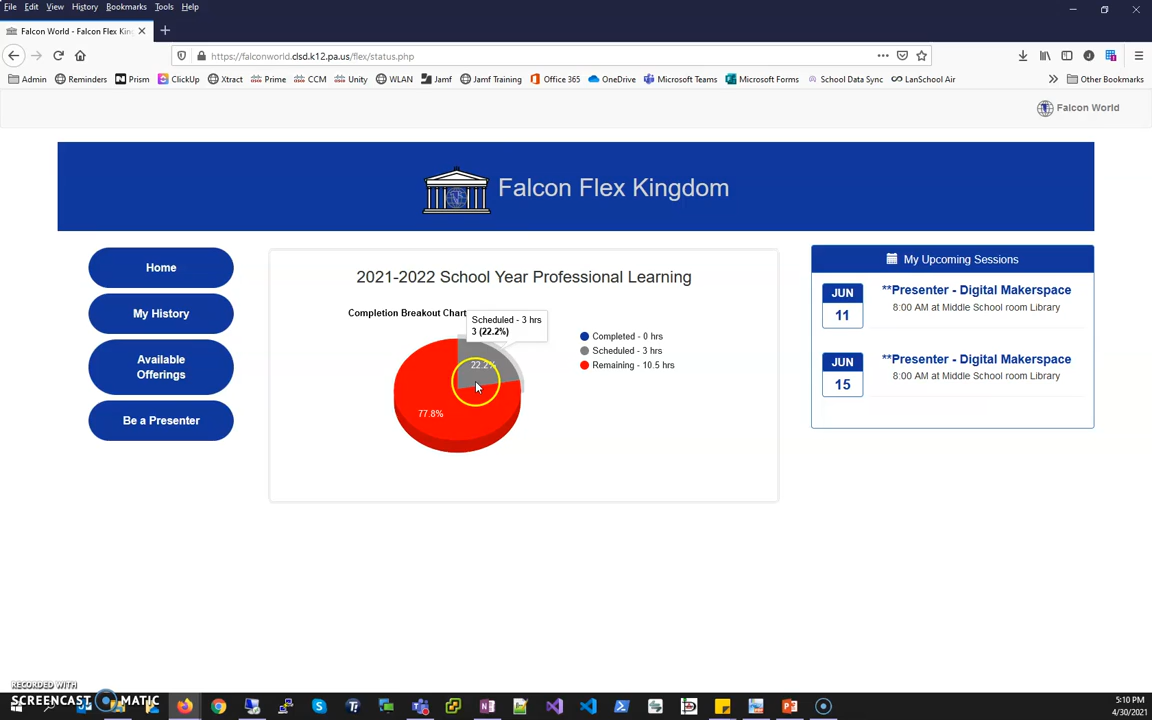 File Edit View History Bookmarks Tools Help
Falcon World - Falcon Flex King
https://falconworld.dlsd.k12.pa.us/flex/status.php
Admin Reminders Prism ClickUp Xtract Prime CCM Unity WLAN Jamf Jamf Training Office 365 OneDrive Microsoft Teams Microsoft Forms School Data Sync LanSchool Air Other Bookmarks
Falcon World
Falcon Flex Kingdom
Home
My History
Available
Offerings
Be a Presenter
2021-2022 School Year Professional Learning
Completion Breakout Chart
Scheduled - 3 hrs
3 (22.2%)
22.2%
77.8%
Completed - 0 hrs
Scheduled - 3 hrs
Remaining - 10.5 hrs
My Upcoming Sessions
JUN
11
**Presenter - Digital Makerspace
8:00 AM at Middle School room Library
JUN
15
**Presenter - Digital Makerspace
8:00 AM at Middle School room Library
RECORDED WITH
SCREENCAST MATIC
5:10 PM
4/30/2021